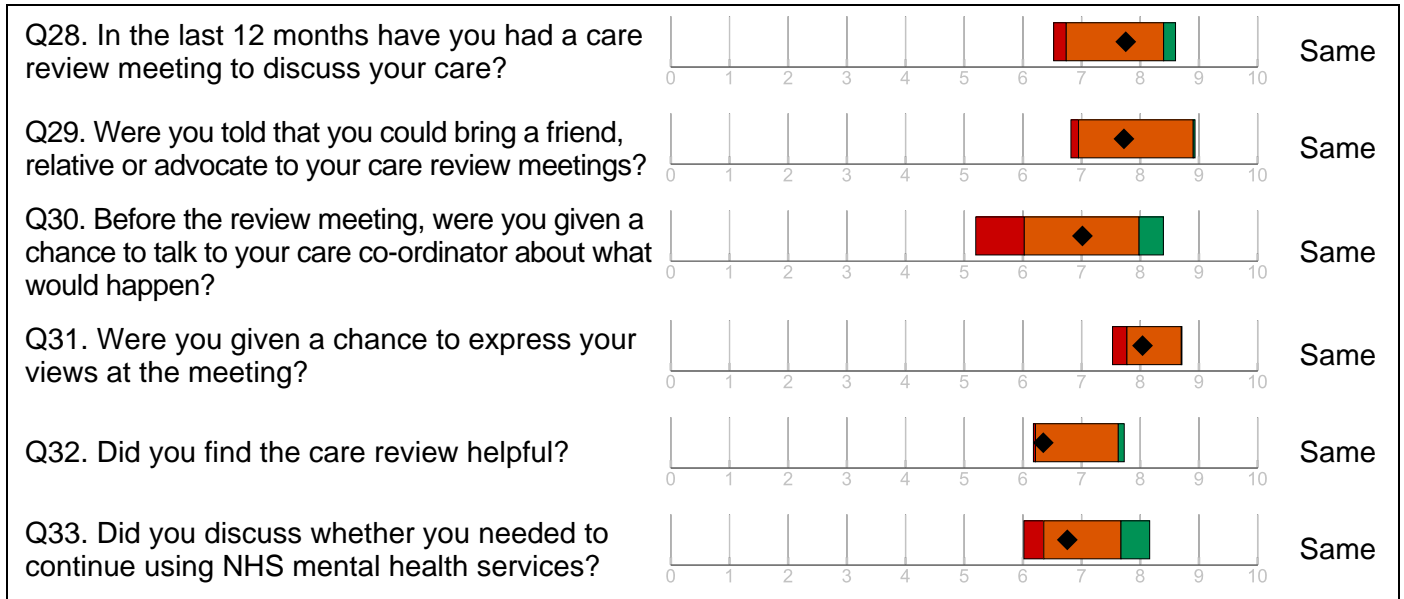 Q28. In the last 12 months have you had a care
review meeting to discuss your care?
0 1 2 3 4 5 6 7 8 9 10
Same
Q29. Were you told that you could bring a friend,
relative or advocate to your care review meetings?
0 1 2 3 4 5 6 7 8 9 10
Same
Q30. Before the review meeting, were you given a
chance to talk to your care co-ordinator about what
would happen?
0 1 2 3 4 5 6 7 8 9 10
Same
Q31. Were you given a chance to express your
views at the meeting?
0 1 2 3 4 5 6 7 8 9 10
Same
Q32. Did you find the care review helpful?
0 1 2 3 4 5 6 7 8 9 10
Same
Q33. Did you discuss whether you needed to
continue using NHS mental health services?
0 1 2 3 4 5 6 7 8 9 10
Same